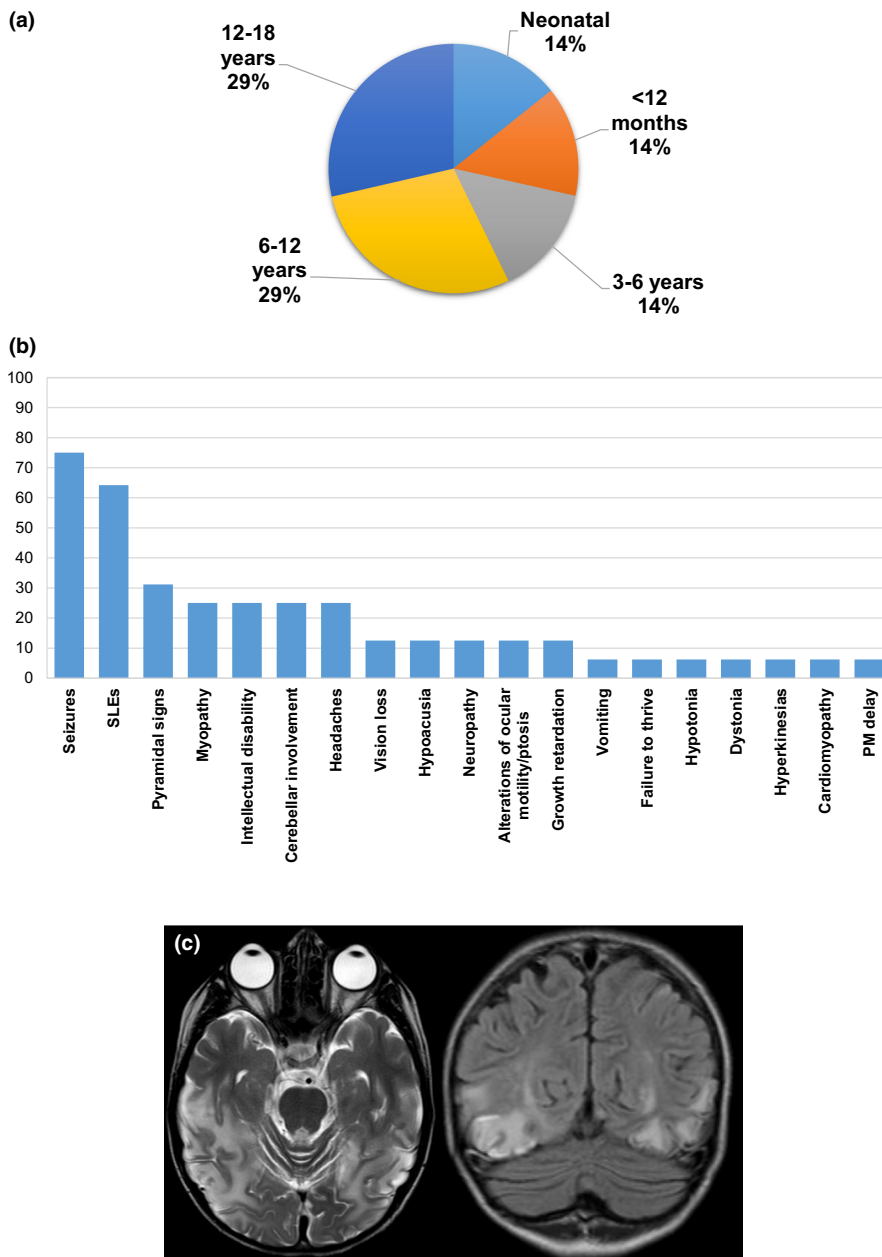 (a)
12-18
years
29%
Neonatal
14%
<12
months
14%
6-12
years
29%
3-6 years
14%
(b)
100
90
80
70
60
50
40
30
20
10
0
Seizures
SLEs
Pyramidal signs
Myopathy
Intellectual disability
Cerebellar involvement
Headaches
Vision loss
Hypoacusia
Neuropathy
Alterations of ocular
motility/ptosis
Growth retardation
Vomiting
Failure to thrive
Hypotonia
Dystonia
Hyperkinesias
Cardiomyopathy
PM delay
(c)